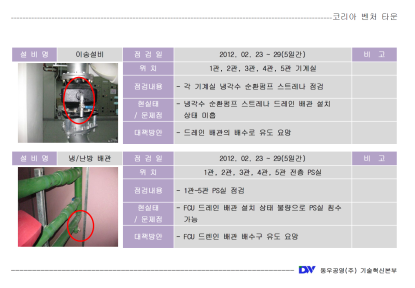 코리아 벤처 타운
설 비 명 이송설비 점 검 일 2012. 02. 23 - 29(5일간) 비 고
위 치 1관, 2관, 3관, 4관, 5관 기계실
점검내용 - 각 기계실 냉각수 순환펌프 스트레나 점검
현실태 / 문제점 - 냉각수 순환펌프 스트레나 드레인 배관 설치
상태 미흡
대책방안 - 드레인 배관의 배수로 유도 요망
설 비 명 냉/난방 배관 점 검 일 2012. 02. 23 - 29(5일간) 비 고
위 치 1관, 2관, 3관, 4관, 5관 전층 PS실
점검내용 - 1관~5관 PS실 점검
현실태 / 문제점 - FCU 드레인 배관 설치 상태 불량으로 PS실 침수
가능
대책방안 - FCU 드렌인 배관 배수구 유도 요망
DW 동우공영(주) 기술혁신본부